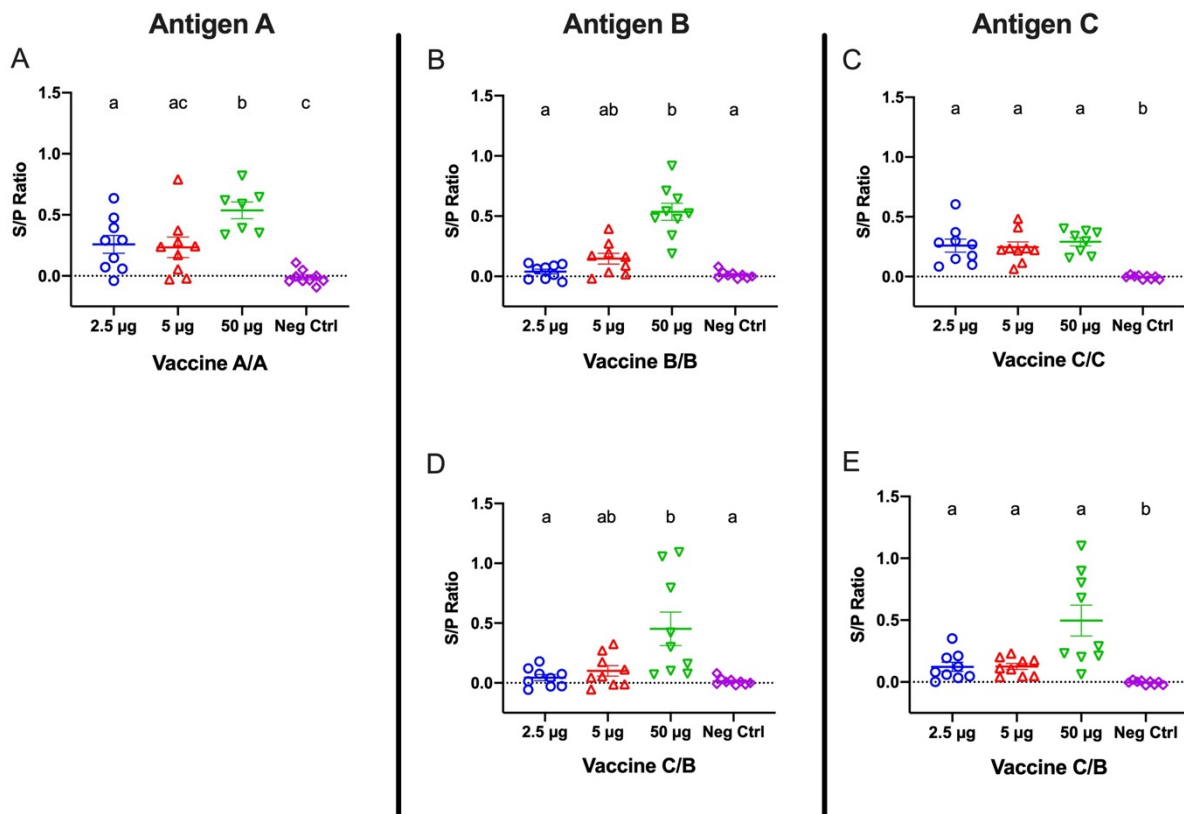 Antigen A
Antigen B
Antigen C
A
a ac b c
1.5
1.0
0.5
0.0
S/P Ratio
2.5 µg 5 µg 50 µg Neg Ctrl
Vaccine A/A
B
a ab b a
1.5
1.0
0.5
0.0
S/P Ratio
2.5 µg 5 µg 50 µg Neg Ctrl
Vaccine B/B
C
a a a b
1.5
1.0
0.5
0.0
S/P Ratio
2.5 µg 5 µg 50 µg Neg Ctrl
Vaccine C/C
D
a ab b a
1.5
1.0
0.5
0.0
S/P Ratio
2.5 µg 5 µg 50 µg Neg Ctrl
Vaccine C/B
E
a a a b
1.5
1.0
0.5
0.0
S/P Ratio
2.5 µg 5 µg 50 µg Neg Ctrl
Vaccine C/B